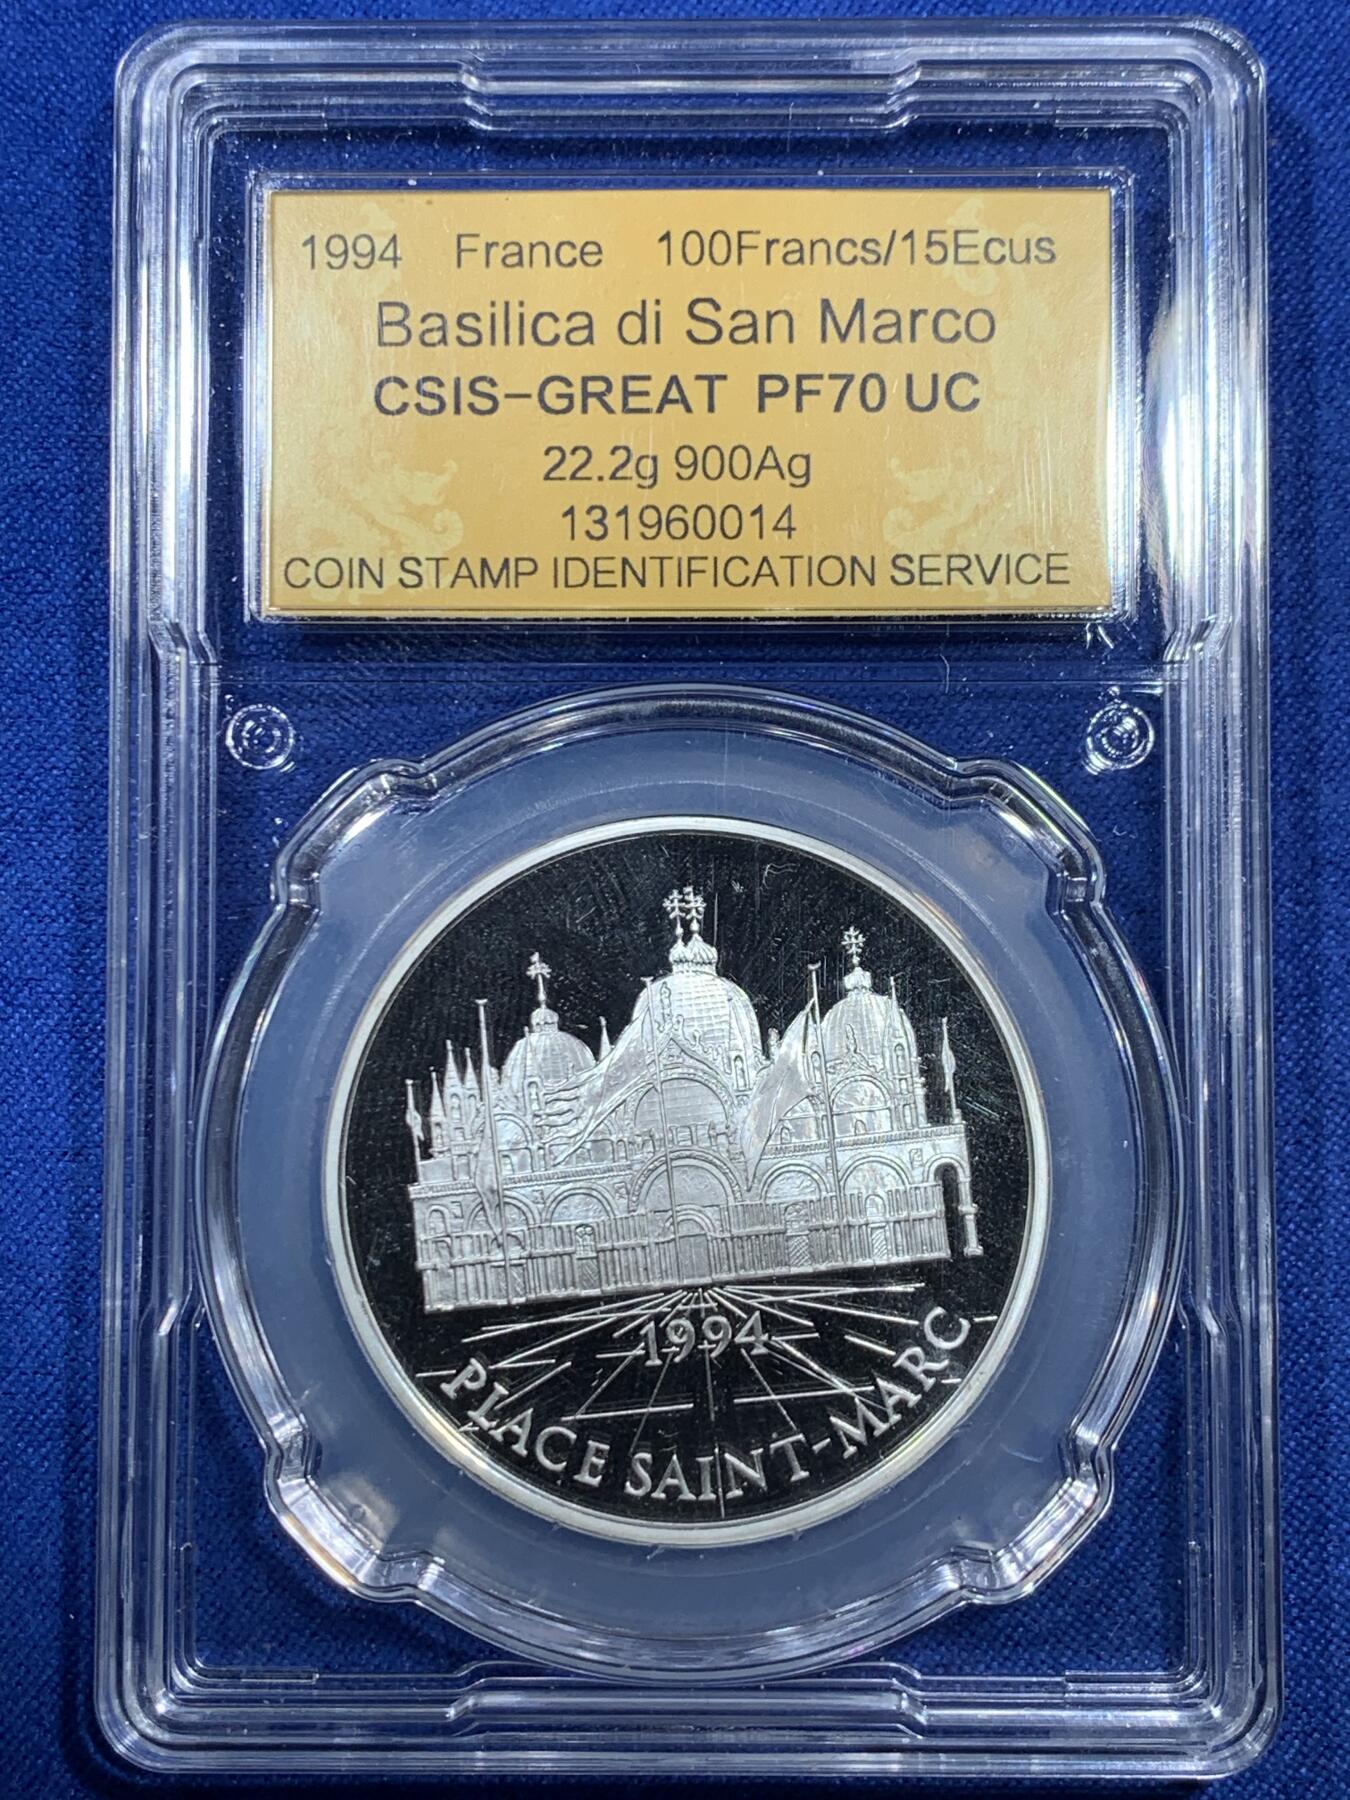 1994 France 100Francs/15Ecus
Basilica di San Marco
CSIS-GREAT PF70 UC
22.2g 900Ag
131960014
COIN STAMP IDENTIFICATION SERVICE
1994
PLACE SAINT-MARC